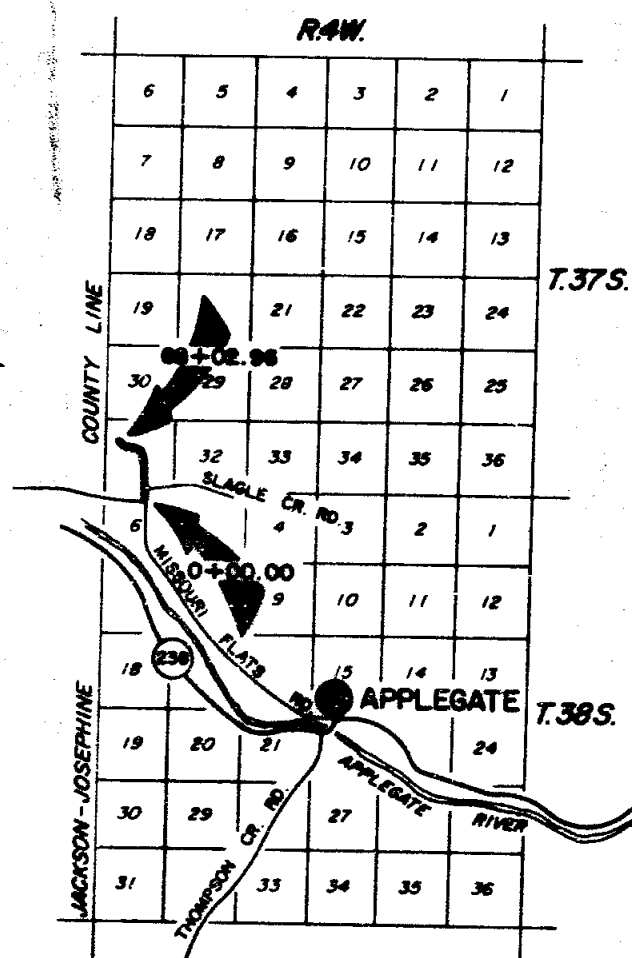 R.4W.
6 5 4 3 2 1
7 8 9 10 11 12
18 17 16 15 14 13
T.37S.
19 21 22 23 24
+02.96
30 29 28 27 26 25
COUNTY LINE
32 33 34 35 36
SLAGLE CR. RD.
6 4 3 2 1
0+00.00
9 10 11 12
MISSOURI FLATS RD.
18 15 14 13
238
APPLEGATE
T.38S.
19 20 21 24
APPLEGATE RIVER
30 29 27
THOMPSON CR. RD.
31 33 34 35 36
JACKSON-JOSEPHINE